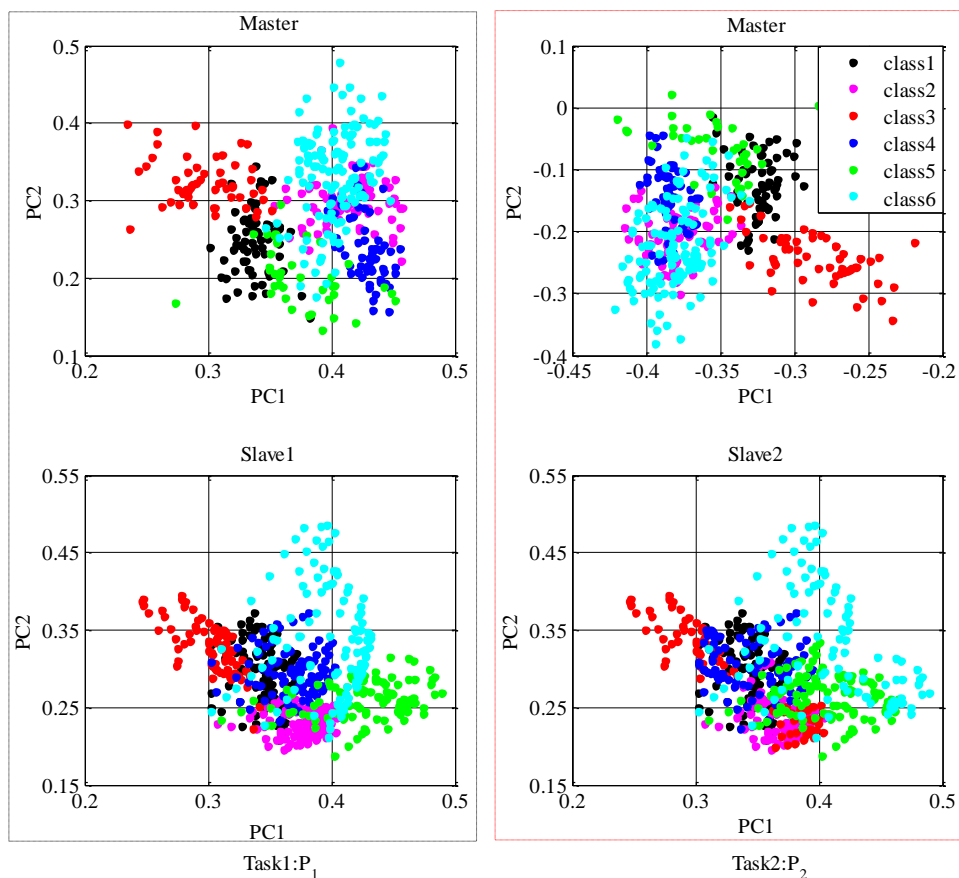 Master
0.5
0.4
0.3
0.2
0.1
PC2
0.2
0.3
0.4
0.5
PC1
Master
0.1
0
-0.1
-0.2
-0.3
-0.4
PC2
-0.45
-0.4
-0.35
-0.3
-0.25
-0.2
PC1
class1
class2
class3
class4
class5
class6
Slave1
0.55
0.45
0.35
0.25
0.15
PC2
0.2
0.3
0.4
0.5
PC1
Task1:P1
Slave2
0.55
0.45
0.35
0.25
0.15
PC2
0.2
0.3
0.4
0.5
PC1
Task2:P2